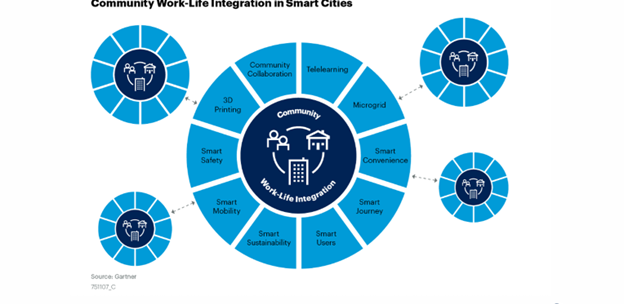 Community Work-Life Integration in Smart Cities
Community
Collaboration
Telelearning
3D
Printing
Microgrid
Community
Smart
Safety
Smart
Convenience
Work-Life Integration
Smart
Mobility
Smart
Journey
Smart
Sustainability
Smart
Users
Source: Gartner
751107_C